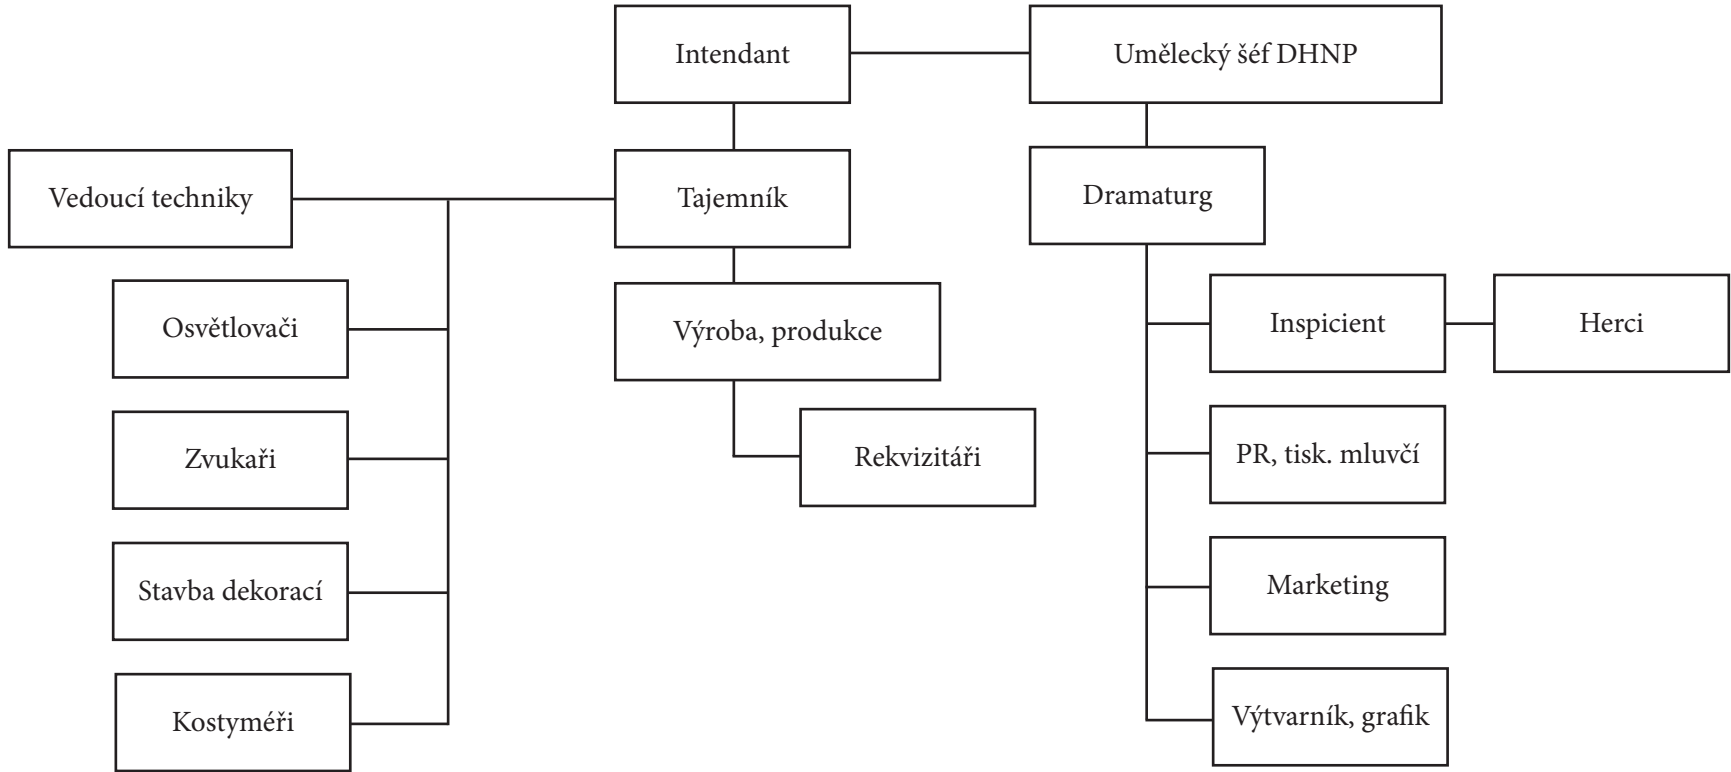 Intendant
Umělecký šéf DHNP
Vedoucí techniky
Tajemník
Dramaturg
Osvětlovači
Výroba, produkce
Inspicient
Herci
Zvukaři
Rekvizitáři
PR, tisk. mluvčí
Stavba dekorací
Marketing
Kostyméři
Výtvarník, grafik